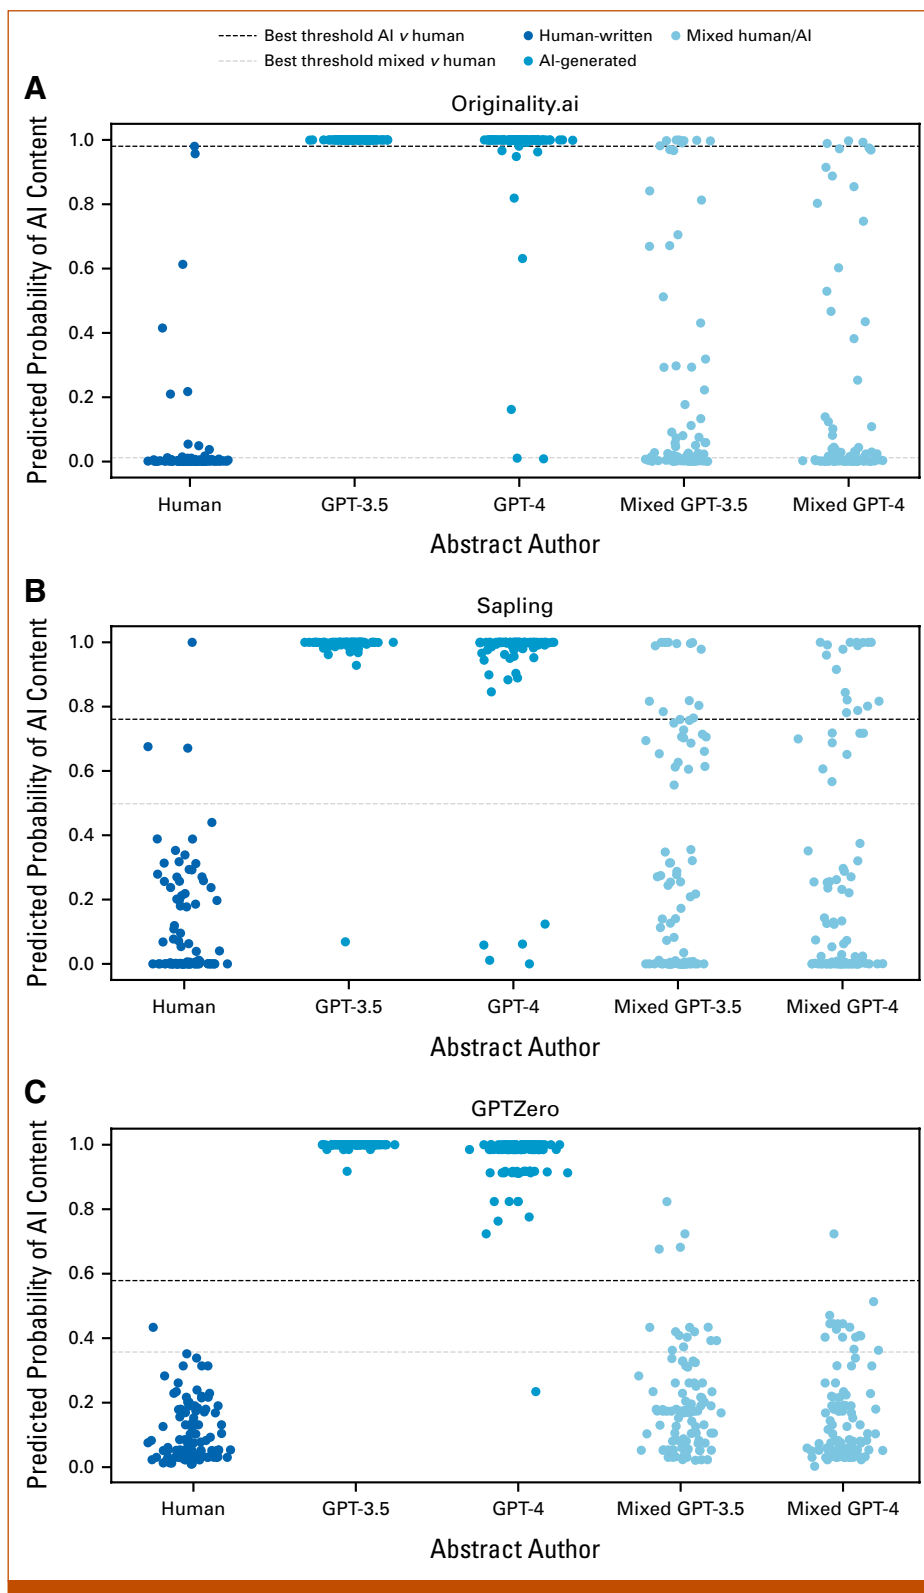 Best threshold AI v human
Human-written
Mixed human/AI
Best threshold mixed v human
AI-generated
A
Originality.ai
Predicted Probability of AI Content
1.0
0.8
0.6
0.4
0.2
0.0
Human
GPT-3.5
GPT-4
Mixed GPT-3.5
Mixed GPT-4
Abstract Author
B
Sapling
Predicted Probability of AI Content
1.0
0.8
0.6
0.4
0.2
0.0
Human
GPT-3.5
GPT-4
Mixed GPT-3.5
Mixed GPT-4
Abstract Author
C
GPTZero
Predicted Probability of AI Content
1.0
0.8
0.6
0.4
0.2
0.0
Human
GPT-3.5
GPT-4
Mixed GPT-3.5
Mixed GPT-4
Abstract Author